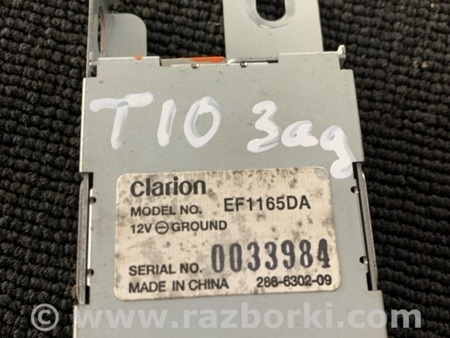 T10 Зад
Clarion
MODEL NO. EF1165DA
12V ⊖ GROUND
SERIAL NO. 0033984
MADE IN CHINA 286-6302-09
www.razborki.com